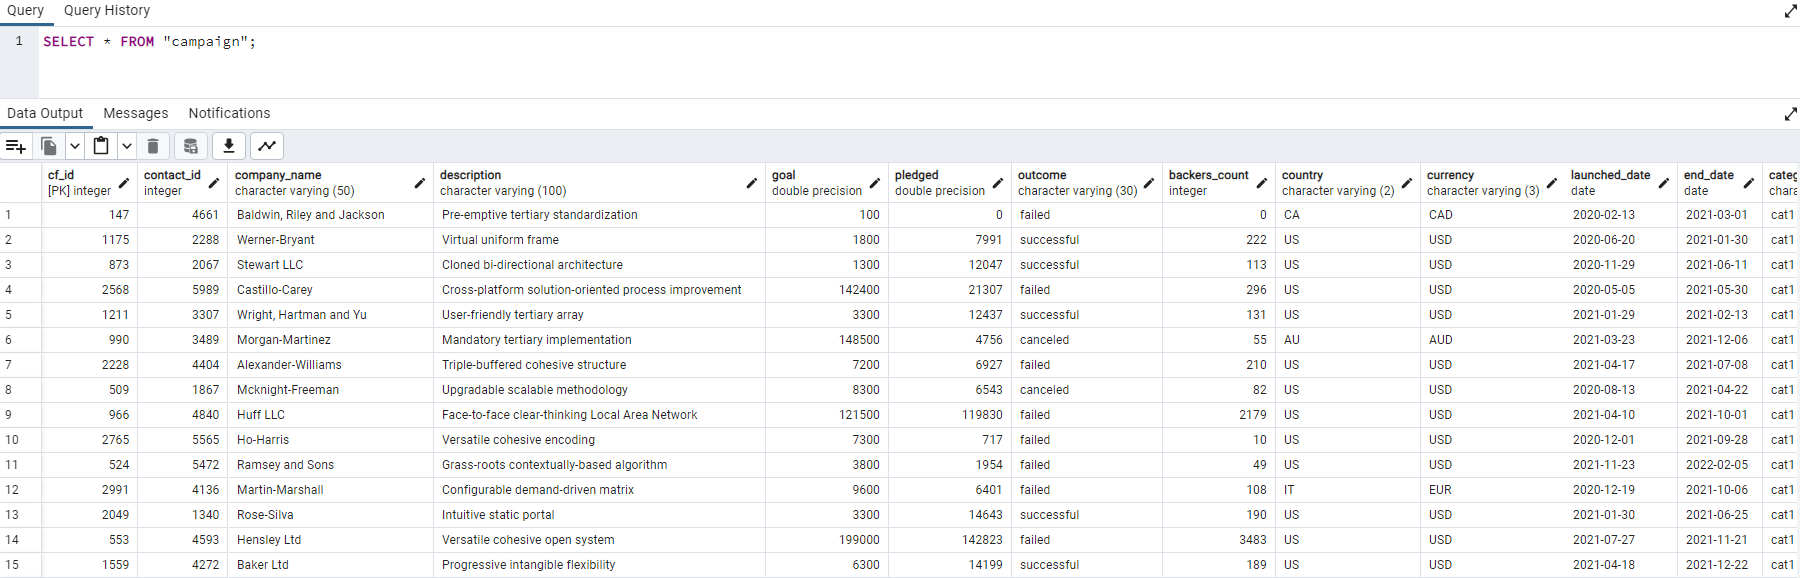 Query Query History
1 SELECT * FROM "campaign";
Data Output Messages Notifications
cf_id contact_id company_name description goal pledged outcome backers_count country currency launched_date end_date categ
[PK] integer integer character varying (50) character varying (100) double precision double precision character varying (30) integer character varying (2) character varying (3) date date chara
1 147 4661 Baldwin, Riley and Jackson Pre-emptive tertiary standardization 100 0 failed 0 CA CAD 2020-02-13 2021-03-01 cat1
2 1175 2288 Werner-Bryant Virtual uniform frame 1800 7991 successful 222 US USD 2020-06-20 2021-01-30 cat1
3 873 2067 Stewart LLC Cloned bi-directional architecture 1300 12047 successful 113 US USD 2020-11-29 2021-06-11 cat1
4 2568 5989 Castillo-Carey Cross-platform solution-oriented process improvement 142400 21307 failed 296 US USD 2020-05-05 2021-05-30 cat1
5 1211 3307 Wright, Hartman and Yu User-friendly tertiary array 3300 12437 successful 131 US USD 2021-01-29 2021-02-13 cat1
6 990 3489 Morgan-Martinez Mandatory tertiary implementation 148500 4756 canceled 55 AU AUD 2021-03-23 2021-12-06 cat1
7 2228 4404 Alexander-Williams Triple-buffered cohesive structure 7200 6927 failed 210 US USD 2021-04-17 2021-07-08 cat1
8 509 1867 Mcknight-Freeman Upgradable scalable methodology 8300 6543 canceled 82 US USD 2020-08-13 2021-04-22 cat1
9 966 4840 Huff LLC Face-to-face clear-thinking Local Area Network 121500 119830 failed 2179 US USD 2021-04-10 2021-10-01 cat1
10 2765 5565 Ho-Harris Versatile cohesive encoding 7300 717 failed 10 US USD 2020-12-01 2021-09-28 cat1
11 524 5472 Ramsey and Sons Grass-roots contextually-based algorithm 3800 1954 failed 49 US USD 2021-11-23 2022-02-05 cat1
12 2991 4136 Martin-Marshall Configurable demand-driven matrix 9600 6401 failed 108 IT EUR 2020-12-19 2021-10-06 cat1
13 2049 1340 Rose-Silva Intuitive static portal 3300 14643 successful 190 US USD 2021-01-30 2021-06-25 cat1
14 553 4593 Hensley Ltd Versatile cohesive open system 199000 142823 failed 3483 US USD 2021-07-27 2021-11-21 cat1
15 1559 4272 Baker Ltd Progressive intangible flexibility 6300 14199 successful 189 US USD 2021-04-18 2021-12-22 cat1